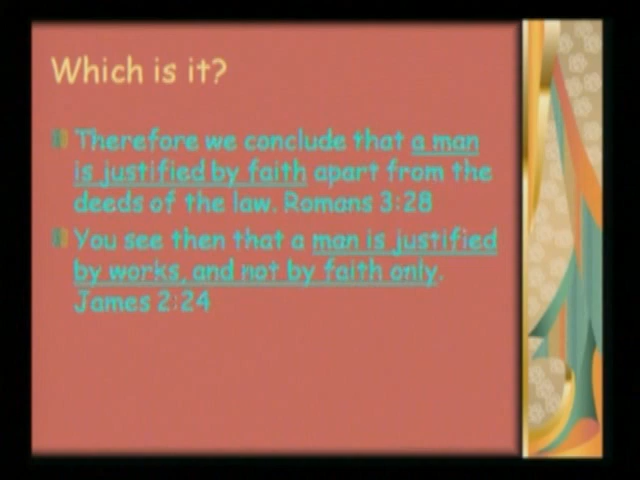 Which is it?
Therefore we conclude that a man
is justified by faith apart from the
deeds of the law. Romans 3:28
You see then that a man is justified
by works, and not by faith only.
James 2:24